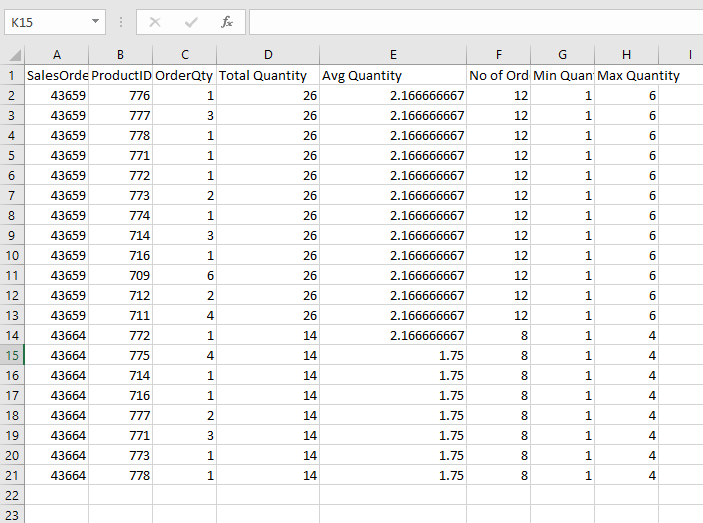 K15 fx
A B C D E F G H I
1 SalesOrde ProductID OrderQty Total Quantity Avg Quantity No of Ord Min Quan Max Quantity
2 43659 776 1 26 2.166666667 12 1 6
3 43659 777 3 26 2.166666667 12 1 6
4 43659 778 1 26 2.166666667 12 1 6
5 43659 771 1 26 2.166666667 12 1 6
6 43659 772 1 26 2.166666667 12 1 6
7 43659 773 2 26 2.166666667 12 1 6
8 43659 774 1 26 2.166666667 12 1 6
9 43659 714 3 26 2.166666667 12 1 6
10 43659 716 1 26 2.166666667 12 1 6
11 43659 709 6 26 2.166666667 12 1 6
12 43659 712 2 26 2.166666667 12 1 6
13 43659 711 4 26 2.166666667 12 1 6
14 43664 772 1 14 2.166666667 8 1 4
15 43664 775 4 14 1.75 8 1 4
16 43664 714 1 14 1.75 8 1 4
17 43664 716 1 14 1.75 8 1 4
18 43664 777 2 14 1.75 8 1 4
19 43664 771 3 14 1.75 8 1 4
20 43664 773 1 14 1.75 8 1 4
21 43664 778 1 14 1.75 8 1 4
22
23